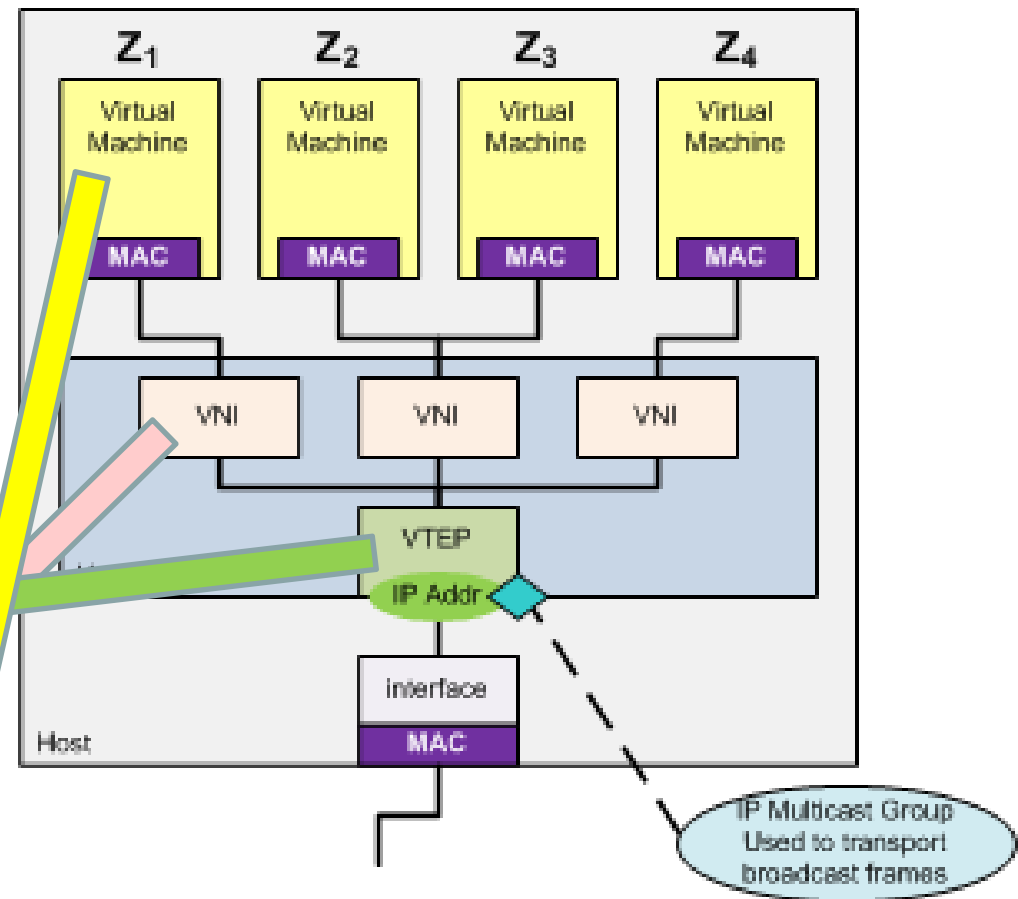 Z1
Z2
Z3
Z4
Virtual
Machine
MAC
Virtual
Machine
MAC
Virtual
Machine
MAC
Virtual
Machine
MAC
VNI
VNI
VNI
VTEP
IP Addr
interface
MAC
Host
IP Multicast Group
Used to transport
broadcast frames